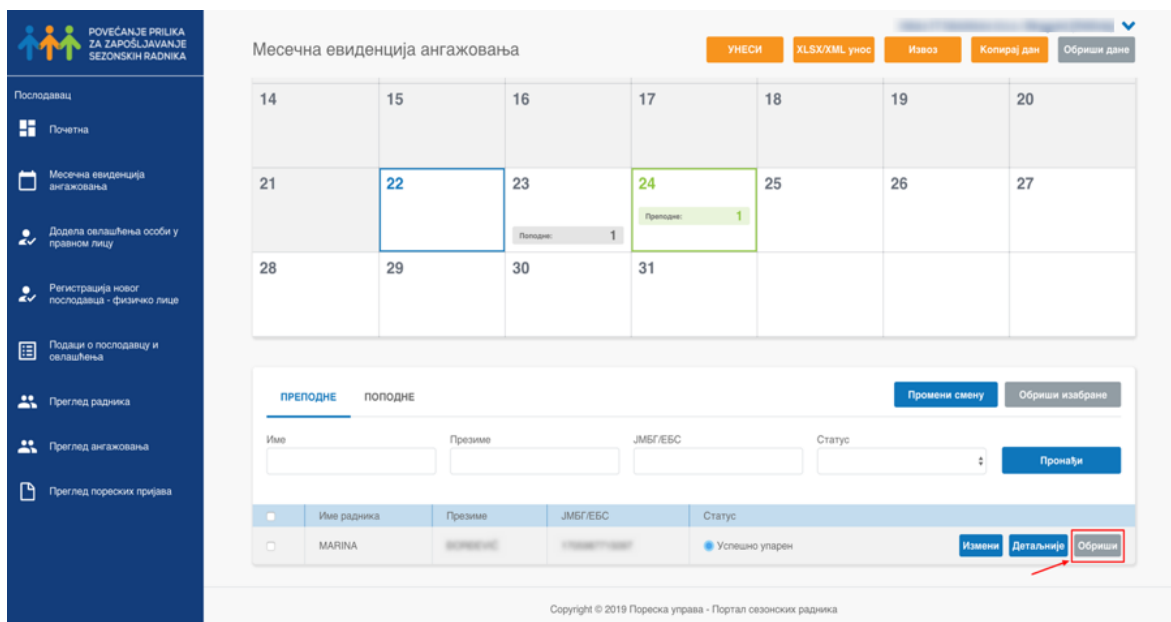 POVEĆANJE PRILIKA
ZA ZAPOŠLJAVANJE
SEZONSKIH RADNIKA
Месечна евиденција ангажовања
УНЕСИ
XLSX/XML унос
Извоз
Копирај дан
Обриши дане
Послодавац
Почетна
Месечна евиденција
ангажовања
Додела овлашћења особи у
правном лицу
Регистрација новог
послодавца - физичко лице
Подаци о послодавцу и
овлашћења
Преглед радника
Преглед ангажовања
Преглед пореских пријава
14 15 16 17 18 19 20
21 22 23 24 25 26 27
Преподне: 1
Поподне: 1
28 29 30 31
ПРЕПОДНЕ ПОПОДНЕ
Промени смену
Обриши изабране
Име Презиме ЈМБГ/ЕБС Статус
Пронађи
Име радника Презиме ЈМБГ/ЕБС Статус
MARINA Успешно упарен Измени Детаљније Обриши
Copyright © 2019 Пореска управа - Портал сезонских радника